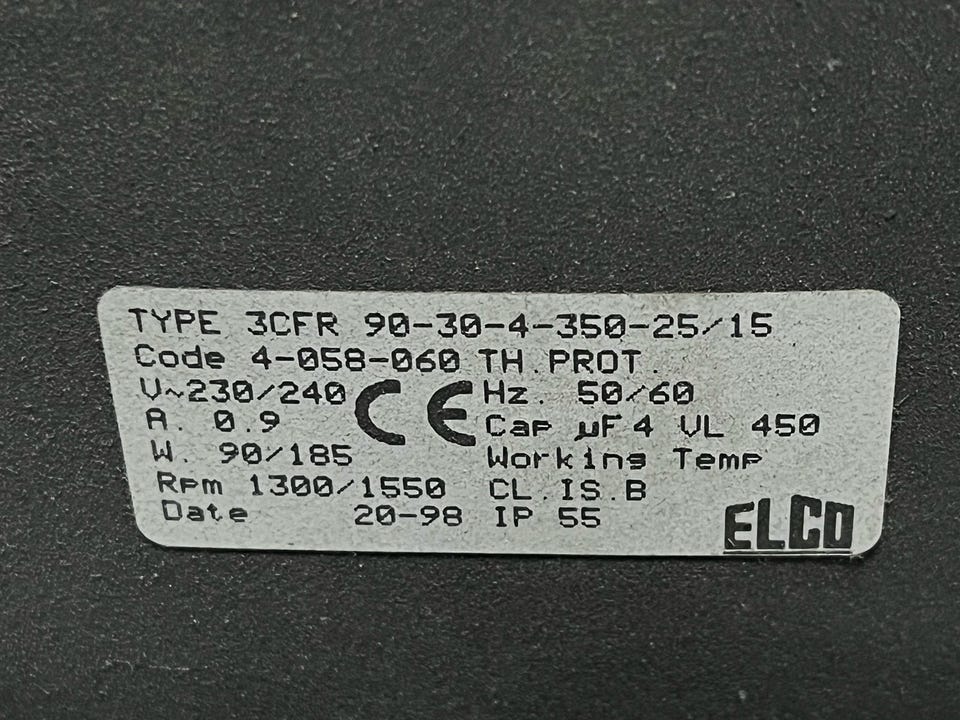 TYPE 3CFR 90-30-4-350-25/15
Code 4-058-060 TH.PROT.
V~230/240 CE Hz. 50/60
A. 0.9 Cap µF4 VL 450
W. 90/185 Working Temp
Rpm 1300/1550 CL.IS.B
Date 20-98 IP 55
ELCO